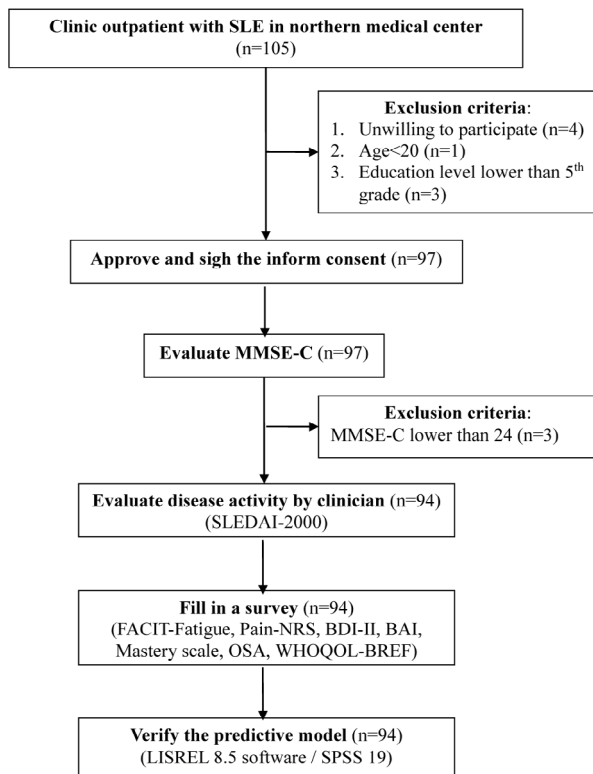 Clinic outpatient with SLE in northern medical center
(n=105)
Exclusion criteria:
1. Unwilling to participate (n=4)
2. Age<20 (n=1)
3. Education level lower than 5th
grade (n=3)
Approve and sigh the inform consent (n=97)
Evaluate MMSE-C (n=97)
Exclusion criteria:
MMSE-C lower than 24 (n=3)
Evaluate disease activity by clinician (n=94)
(SLEDAI-2000)
Fill in a survey (n=94)
(FACIT-Fatigue, Pain-NRS, BDI-II, BAI,
Mastery scale, OSA, WHOQOL-BREF)
Verify the predictive model (n=94)
(LISREL 8.5 software / SPSS 19)